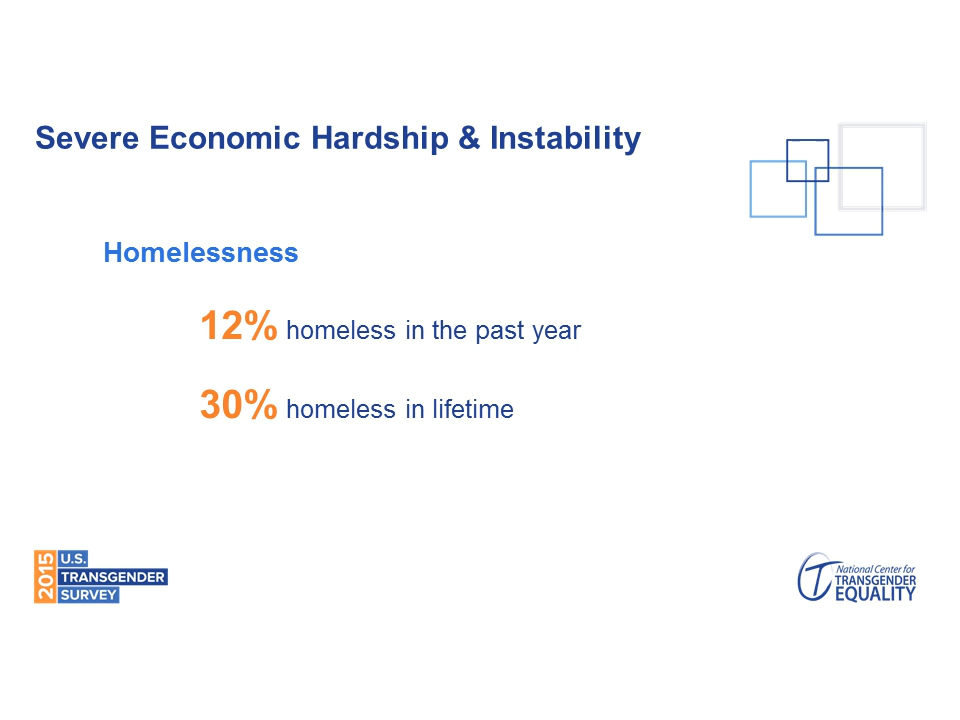 Severe Economic Hardship & Instability
Homelessness
12% homeless in the past year
30% homeless in lifetime
2015
U.S.
TRANSGENDER
SURVEY
National Center for
TRANSGENDER
EQUALITY